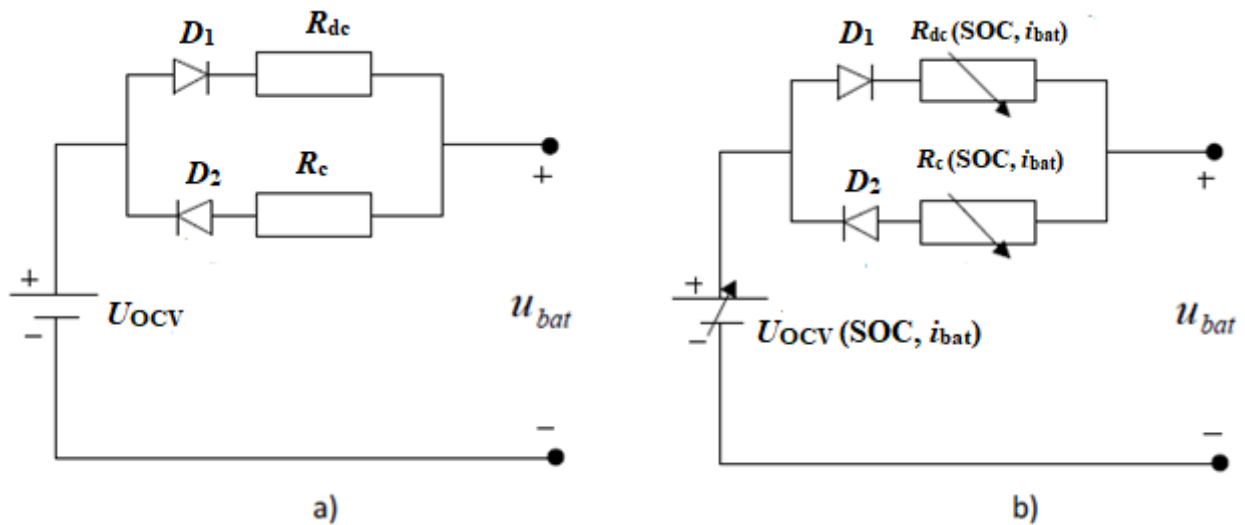 D1
Rdc
D2
Rc
+
+
−
UOCV
ubat
−
a)
D1
Rdc (SOC, ibat)
D2
Rc (SOC, ibat)
+
+
−
UOCV (SOC, ibat)
ubat
−
b)